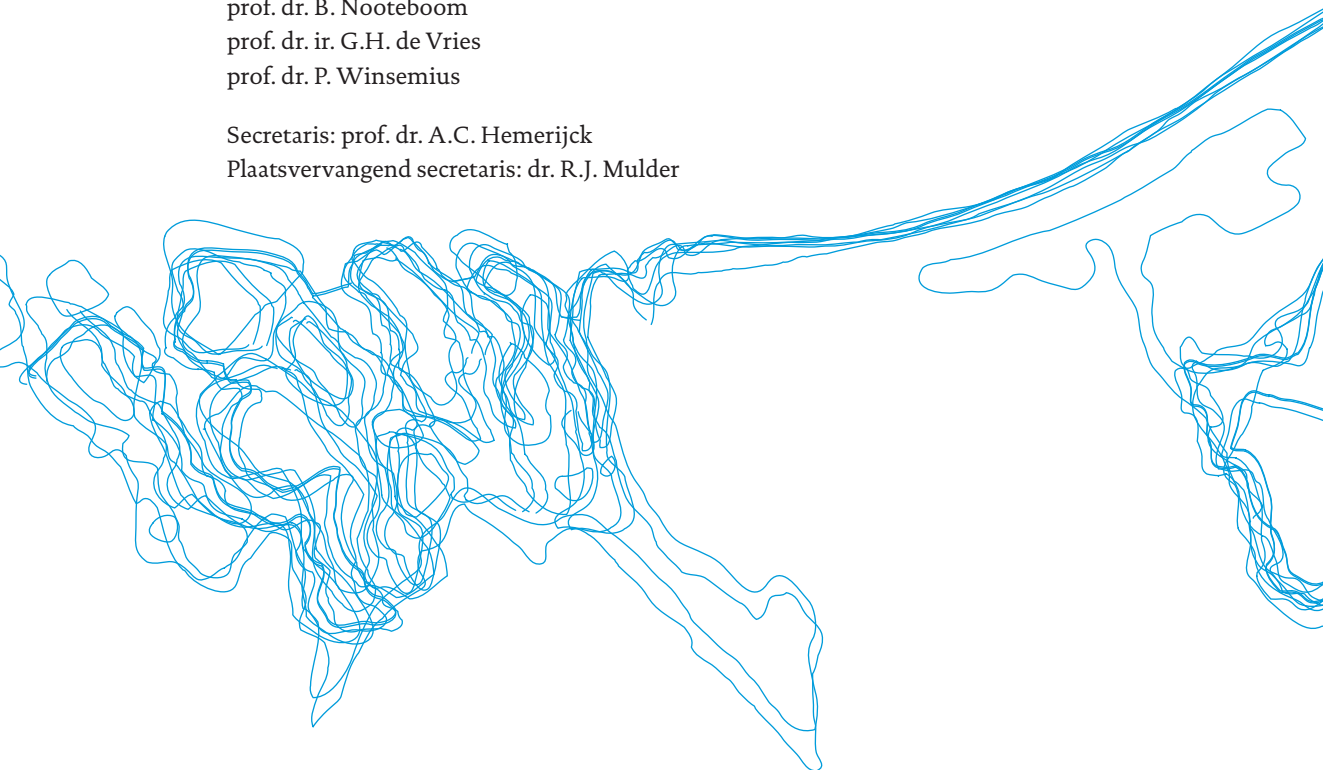 prof. dr. B. Nooteboom
prof. dr. ir. G.H. de Vries
prof. dr. P. Winsemius
Secretaris: prof. dr. A.C. Hemerijck
Plaatsvervangend secretaris: dr. R.J. Mulder